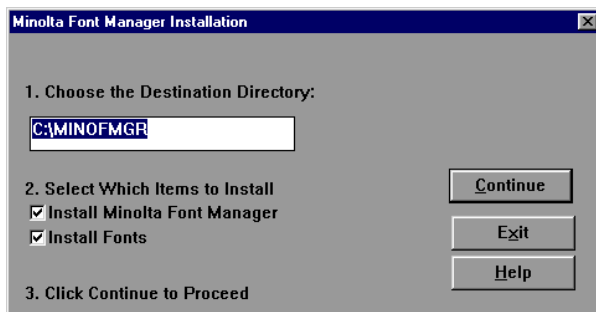 Minolta Font Manager Installation
1. Choose the Destination Directory:
C:\MINOFMGR
2. Select Which Items to Install
Install Minolta Font Manager
Install Fonts
Continue
Exit
Help
3. Click Continue to Proceed